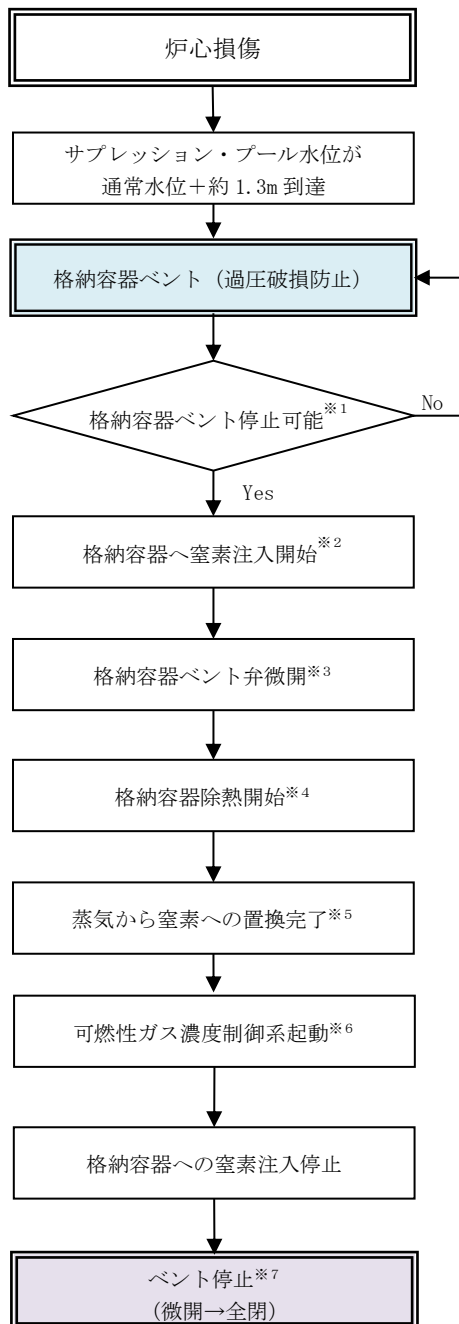 炉心損傷
サプレッション・プール水位が
通常水位＋約 1.3m 到達
格納容器ベント（過圧破損防止）
格納容器ベント停止可能※1
No
Yes
格納容器へ窒素注入開始※2
格納容器ベント弁微開※3
格納容器除熱開始※4
蒸気から窒素への置換完了※5
可燃性ガス濃度制御系起動※6
格納容器への窒素注入停止
ベント停止※7
（微開→全閉）